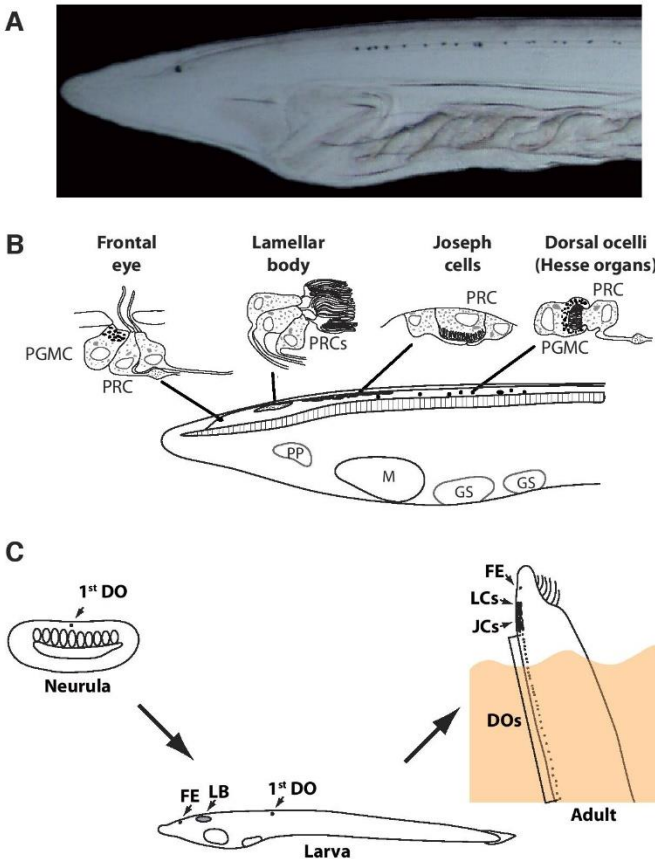 A
B
Frontal
eye
Lamellar
body
Joseph
cells
Dorsal ocelli
(Hesse organs)
PGMC
PRC
PRCs
PRC
PRC
PGMC
PP
M
GS
GS
C
1st DO
Neurula
FE
LB
1st DO
Larva
FE
LCs
JCs
DOs
Adult